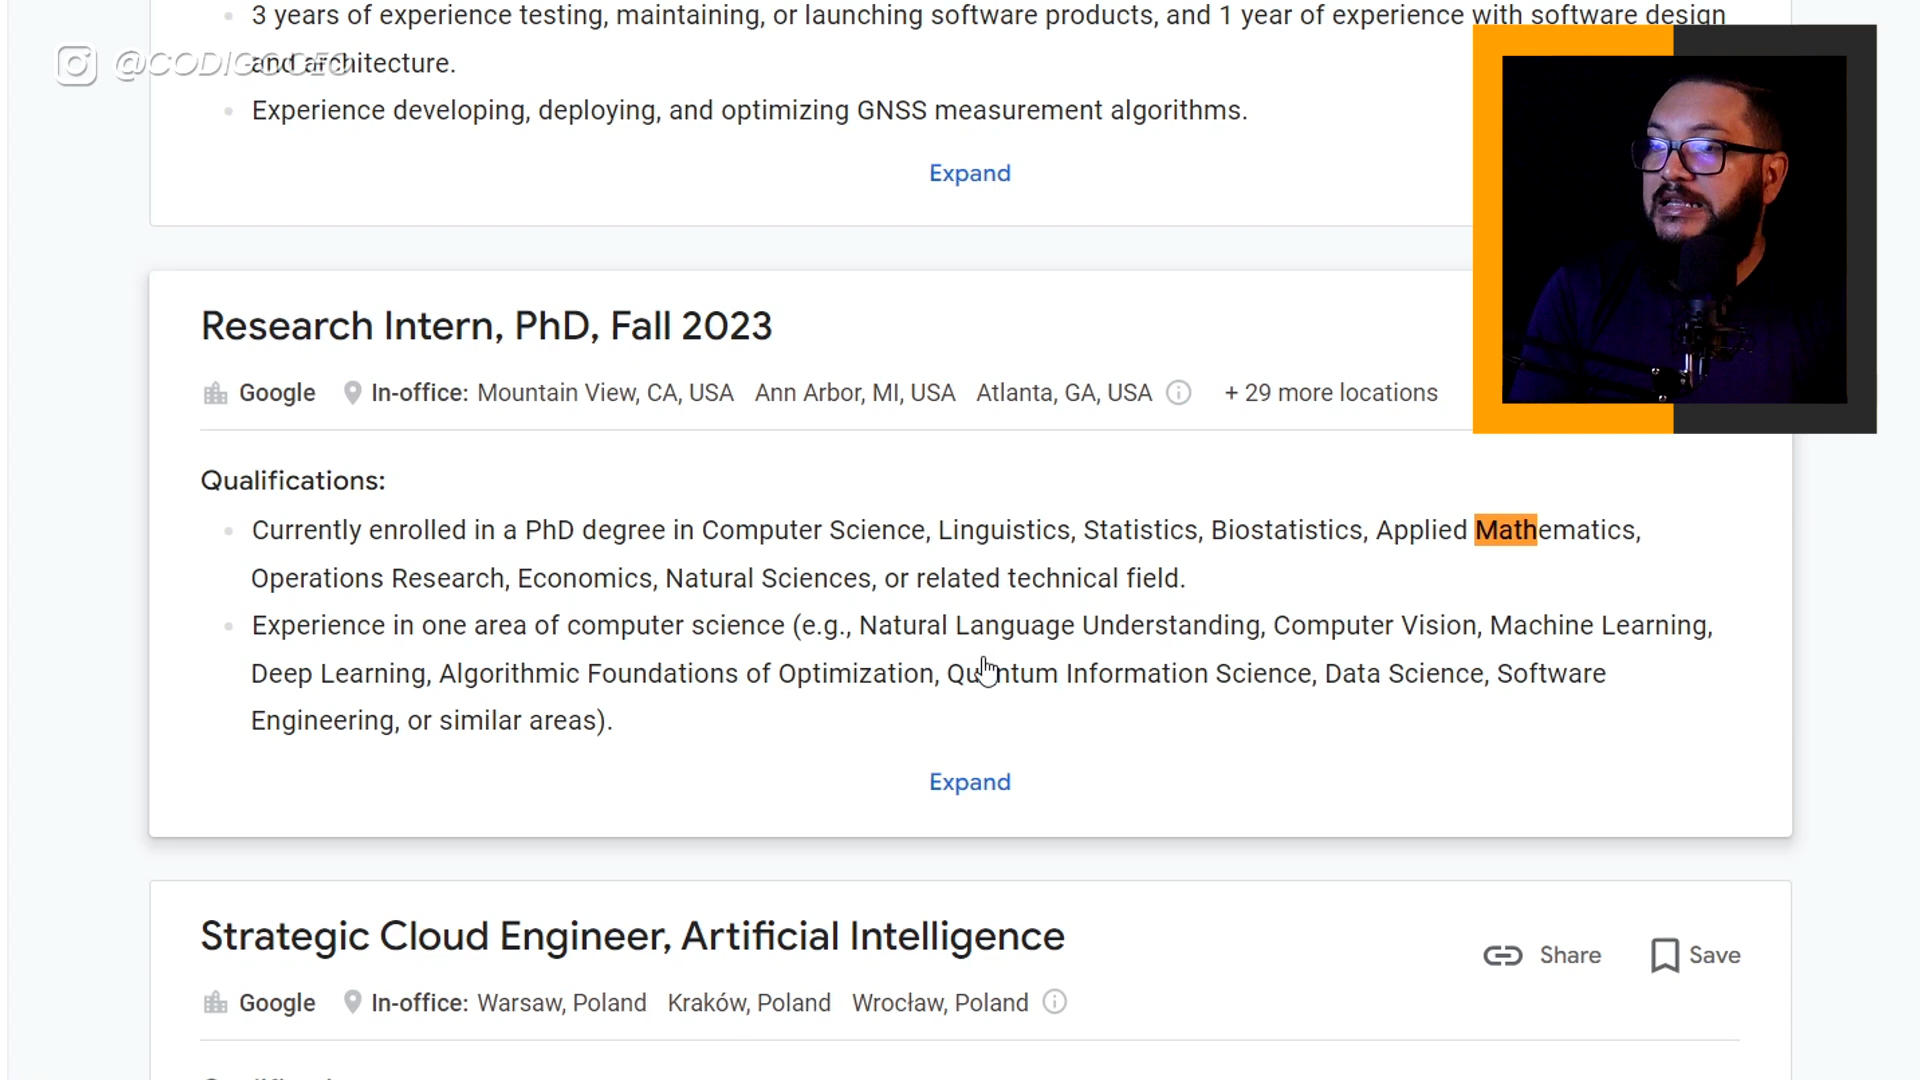 3 years of experience testing, maintaining, or launching software products, and 1 year of experience with software design
@CODIGOCEO
and architecture.
Experience developing, deploying, and optimizing GNSS measurement algorithms.
Expand
Research Intern, PhD, Fall 2023
Google In-office: Mountain View, CA, USA Ann Arbor, MI, USA Atlanta, GA, USA + 29 more locations
Qualifications:
Currently enrolled in a PhD degree in Computer Science, Linguistics, Statistics, Biostatistics, Applied Mathematics,
Operations Research, Economics, Natural Sciences, or related technical field.
Experience in one area of computer science (e.g., Natural Language Understanding, Computer Vision, Machine Learning,
Deep Learning, Algorithmic Foundations of Optimization, Quantum Information Science, Data Science, Software
Engineering, or similar areas).
Expand
Strategic Cloud Engineer, Artificial Intelligence
Share Save
Google In-office: Warsaw, Poland Kraków, Poland Wrocław, Poland